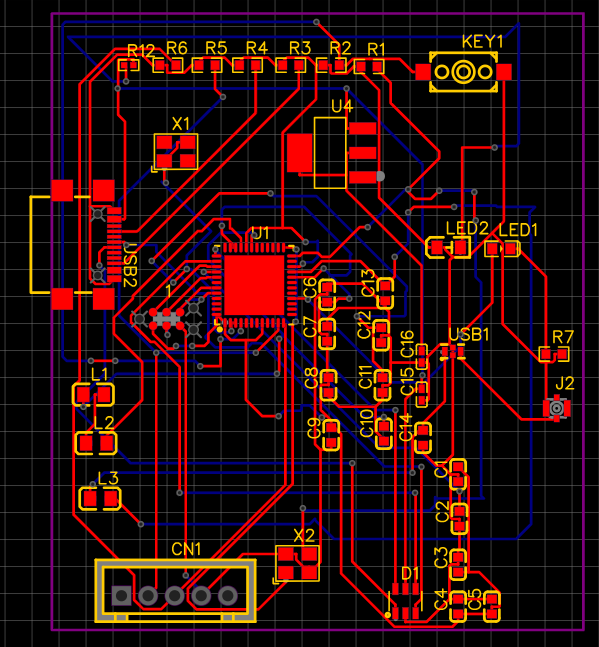 KEY1
R12 R6 R5 R4 R3 R2 R1
U4
X1
J1
LED2 LED1
USB2
C6 C13
1
C7 C12
C16 USB1 R7
L1 C8 C11 C15 J2
L2 C9 C10 C14
L3 C1
C2
CN1 X2
C3
D1
C4 C5